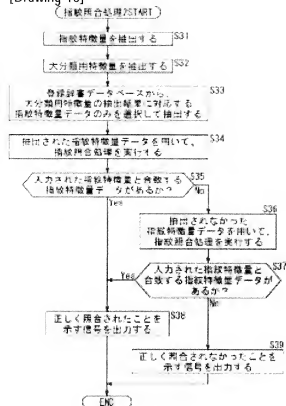 [Drawing 10]
指紋照合処理2START
S31
指紋特徴量を抽出する
S32
大分類用特徴量を抽出する
S33
登録辞書データベースから、
大分類用特徴量の抽出結果に対応する
指紋特徴量データのみを選択して抽出する
S34
抽出された指紋特徴量データを用いて、
指紋照合処理を実行する
S35
入力された指紋特徴量と合致する
指紋特徴量データがあるか?
No
Yes
S36
抽出されなかった
指紋特徴量データを用いて、
指紋照合処理を実行する
S37
入力された指紋特徴量と
合致する指紋特徴量データが
あるか?
Yes
No
S38
正しく照合されたことを
示す信号を出力する
S39
正しく照合されなかったことを
示す信号を出力する
END